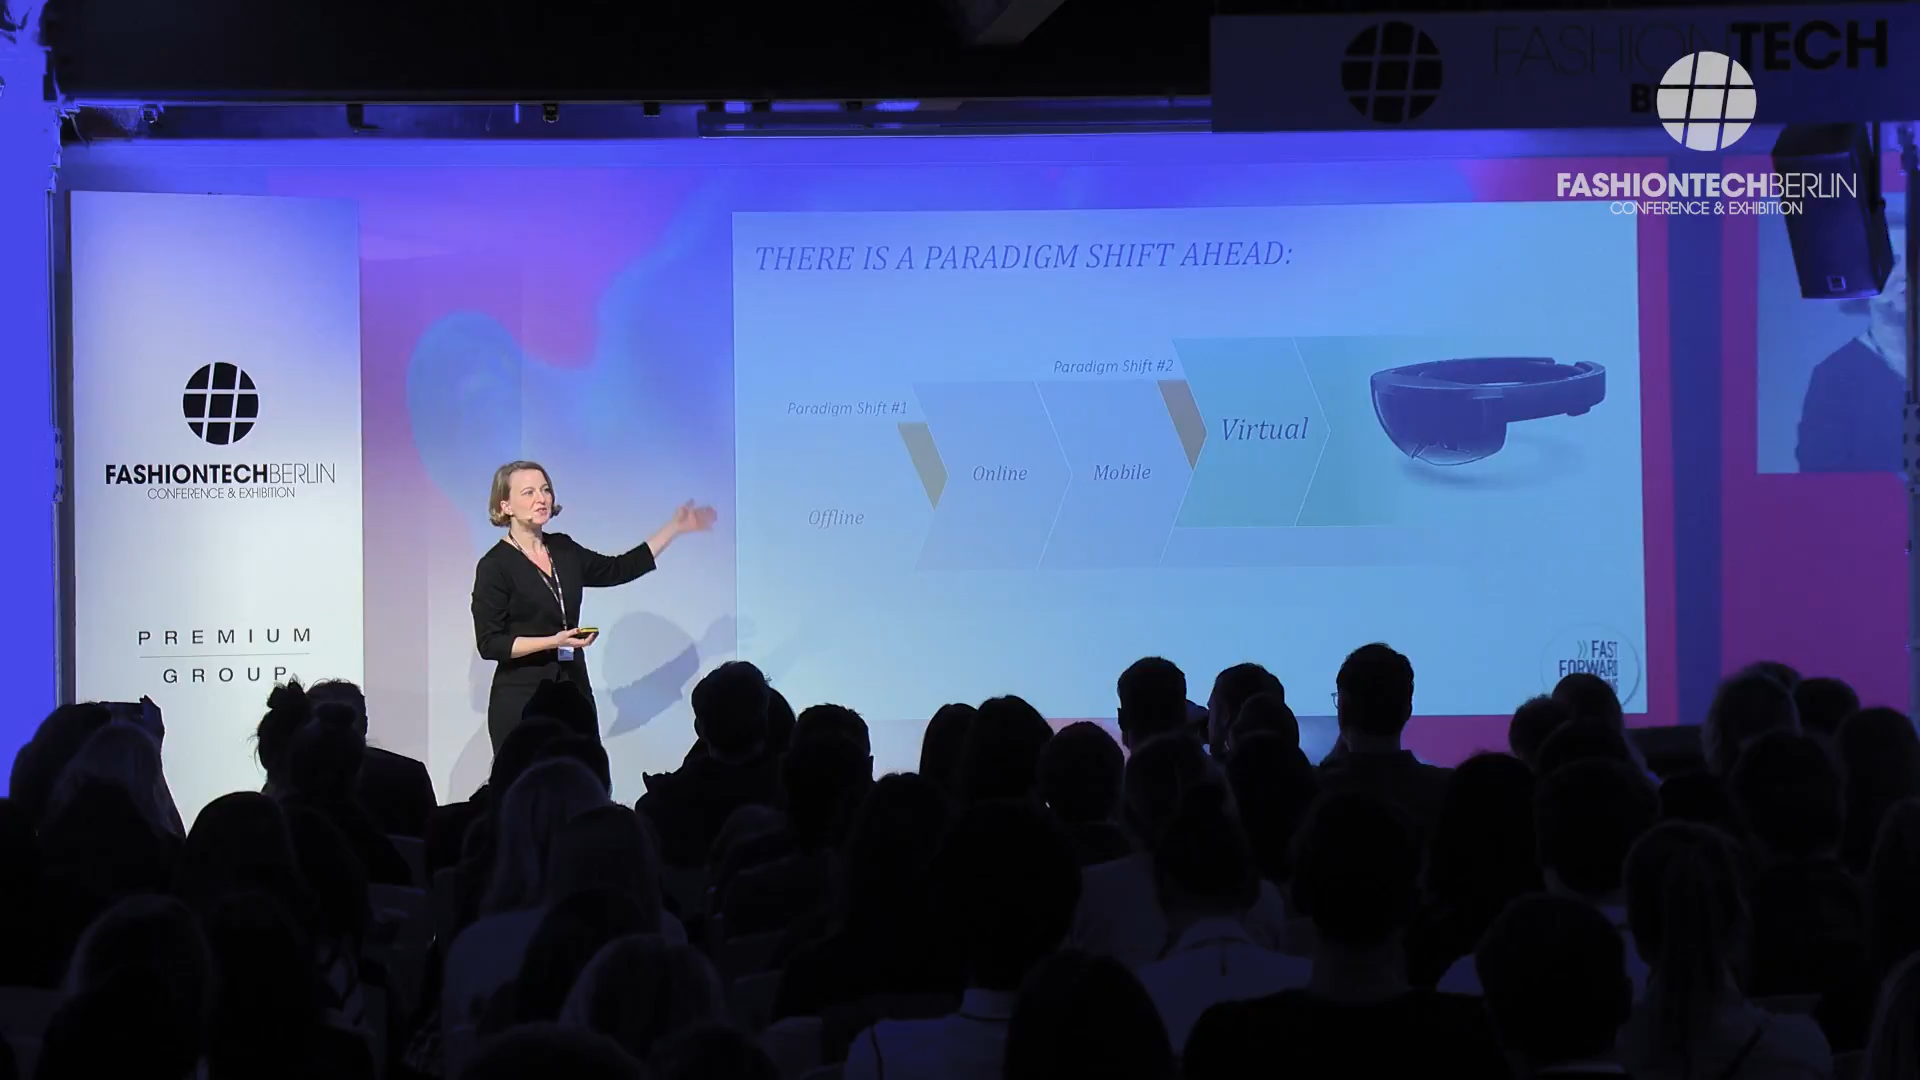 FASHIONTECH
FASHIONTECHBERLIN
CONFERENCE & EXHIBITION
THERE IS A PARADIGM SHIFT AHEAD:
Paradigm Shift #2
Paradigm Shift #1
Virtual
Online
Mobile
Offline
FASHIONTECHBERLIN
CONFERENCE & EXHIBITION
PREMIUM
GROUP
FAST
FORWARD